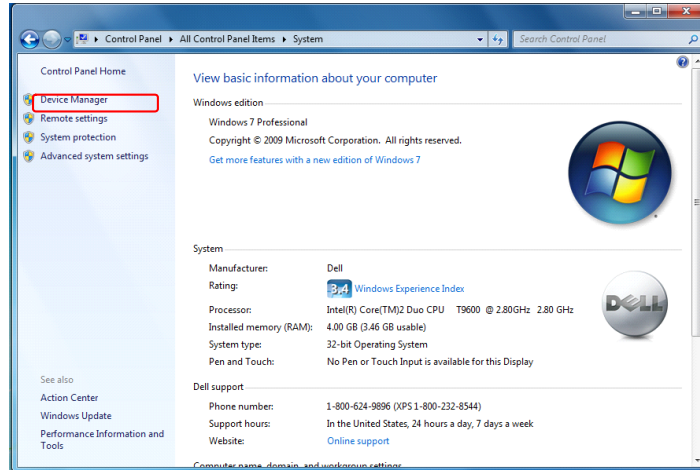 Control Panel ▸ All Control Panel Items ▸ System
Search Control Panel
Control Panel Home
Device Manager
Remote settings
System protection
Advanced system settings
See also
Action Center
Windows Update
Performance Information and
Tools
View basic information about your computer
Windows edition
Windows 7 Professional
Copyright © 2009 Microsoft Corporation. All rights reserved.
Get more features with a new edition of Windows 7
System
Manufacturer: Dell
Rating: 3.4 Windows Experience Index
Processor: Intel(R) Core(TM)2 Duo CPU T9600 @ 2.80GHz 2.80 GHz
Installed memory (RAM): 4.00 GB (3.46 GB usable)
System type: 32-bit Operating System
Pen and Touch: No Pen or Touch Input is available for this Display
DELL
Dell support
Phone number: 1-800-624-9896 (XPS 1-800-232-8544)
Support hours: In the United States, 24 hours a day, 7 days a week
Website: Online support
Computer name, domain, and workgroup settings